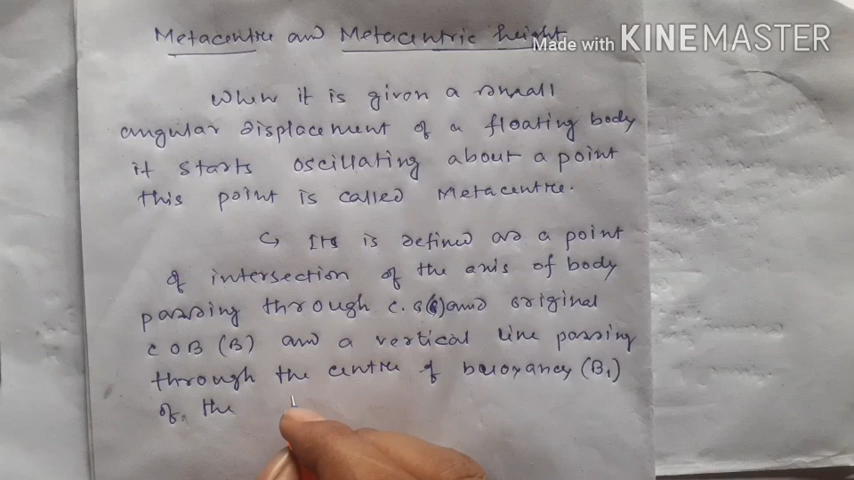 Metacentre and Metacentric height
Made with KINEMASTER
When it is given a small
angular displacement of a floating body
it starts oscillating about a point
this point is called Metacentre.
↳ Its is defined as a point
of intersection of the axis of body
passing through C.G(G) and original
COB (B) and a vertical line passing
through the centre of buoyancy (B₁)
of the